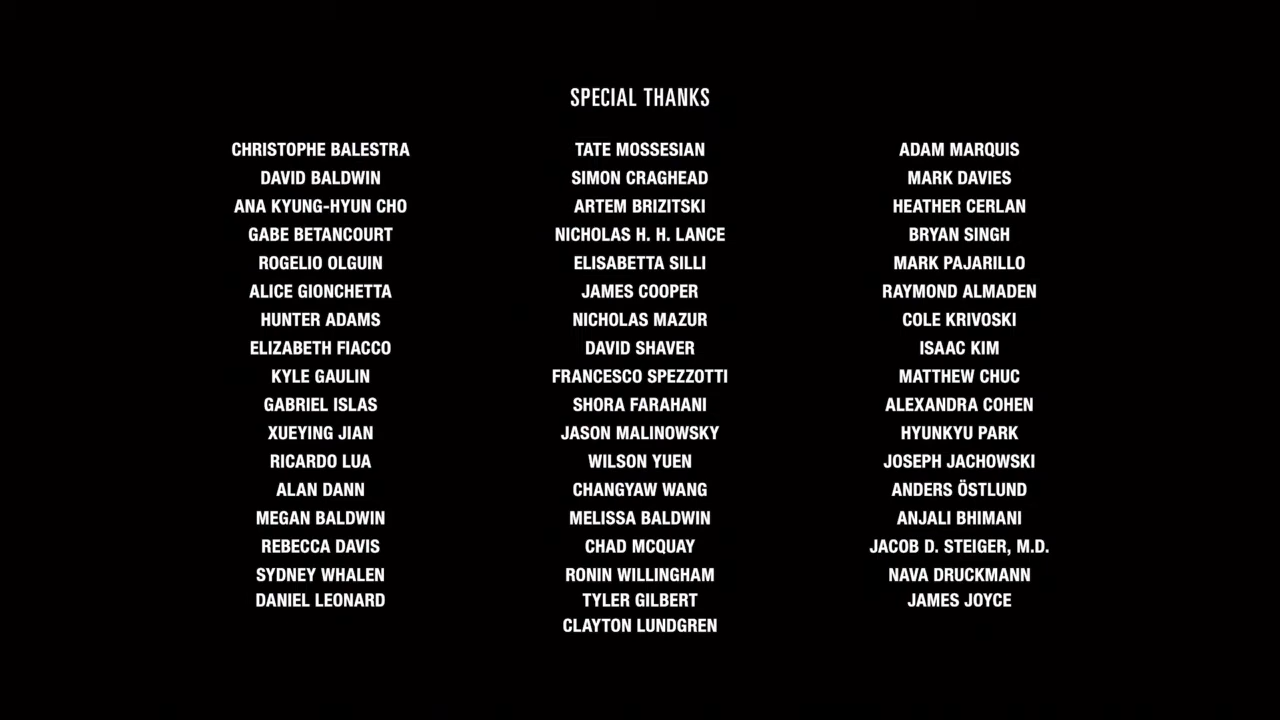 SPECIAL THANKS
CHRISTOPHE BALESTRA
DAVID BALDWIN
ANA KYUNG-HYUN CHO
GABE BETANCOURT
ROGELIO OLGUIN
ALICE GIONCHETTA
HUNTER ADAMS
ELIZABETH FIACCO
KYLE GAULIN
GABRIEL ISLAS
XUEYING JIAN
RICARDO LUA
ALAN DANN
MEGAN BALDWIN
REBECCA DAVIS
SYDNEY WHALEN
DANIEL LEONARD
TATE MOSSESIAN
SIMON CRAGHEAD
ARTEM BRIZITSKI
NICHOLAS H. H. LANCE
ELISABETTA SILLI
JAMES COOPER
NICHOLAS MAZUR
DAVID SHAVER
FRANCESCO SPEZZOTTI
SHORA FARAHANI
JASON MALINOWSKY
WILSON YUEN
CHANGYAW WANG
MELISSA BALDWIN
CHAD MCQUAY
RONIN WILLINGHAM
TYLER GILBERT
CLAYTON LUNDGREN
ADAM MARQUIS
MARK DAVIES
HEATHER CERLAN
BRYAN SINGH
MARK PAJARILLO
RAYMOND ALMADEN
COLE KRIVOSKI
ISAAC KIM
MATTHEW CHUC
ALEXANDRA COHEN
HYUNKYU PARK
JOSEPH JACHOWSKI
ANDERS ÖSTLUND
ANJALI BHIMANI
JACOB D. STEIGER, M.D.
NAVA DRUCKMANN
JAMES JOYCE